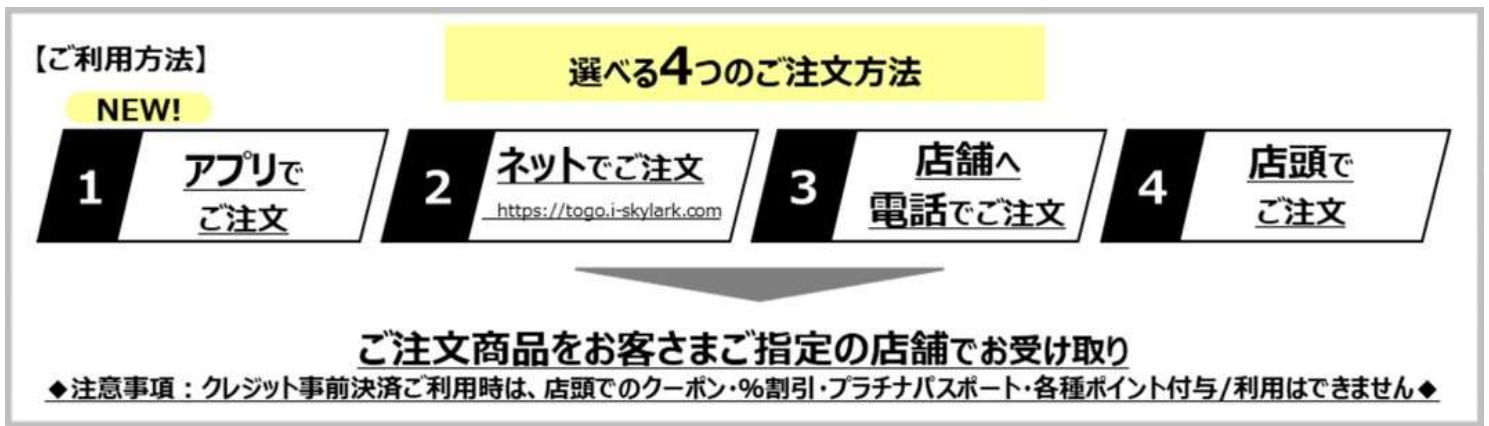 【ご利用方法】
選べる4つのご注文方法
NEW!
1
アプリで
ご注文
2
ネットでご注文
https://togo.i-skylark.com
3
店舗へ
電話でご注文
4
店頭で
ご注文
ご注文商品をお客さまご指定の店舗でお受け取り
◆注意事項：クレジット事前決済ご利用時は、店頭でのクーポン・%割引・プラチナパスポート・各種ポイント付与/利用はできません◆